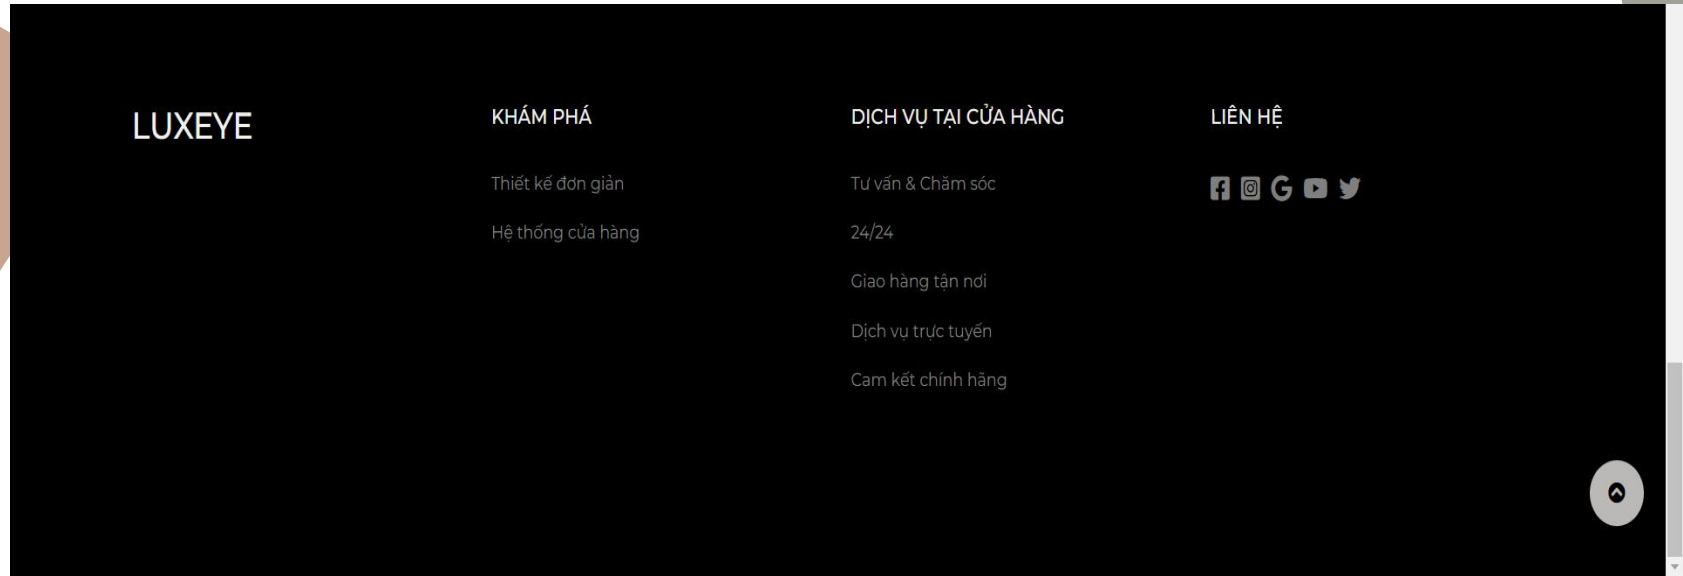 LUXEYE
KHÁM PHÁ
Thiết kế đơn giản
Hệ thống cửa hàng
DỊCH VỤ TẠI CỬA HÀNG
Tư vấn & Chăm sóc
24/24
Giao hàng tận nơi
Dịch vụ trực tuyến
Cam kết chính hãng
LIÊN HỆ